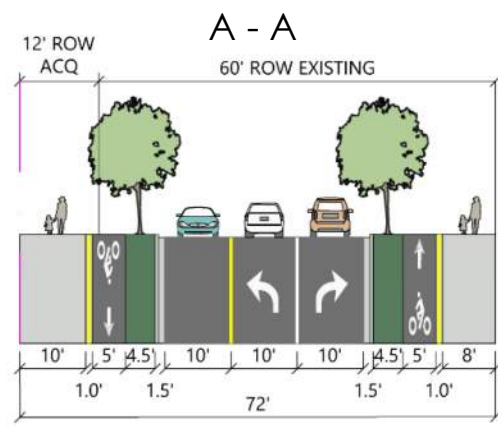 A - A
12' ROW
ACQ
60' ROW EXISTING
10' 5' 4.5' 10' 10' 10' 4.5' 5' 8'
1.0' 1.5' 1.5' 1.0'
72'